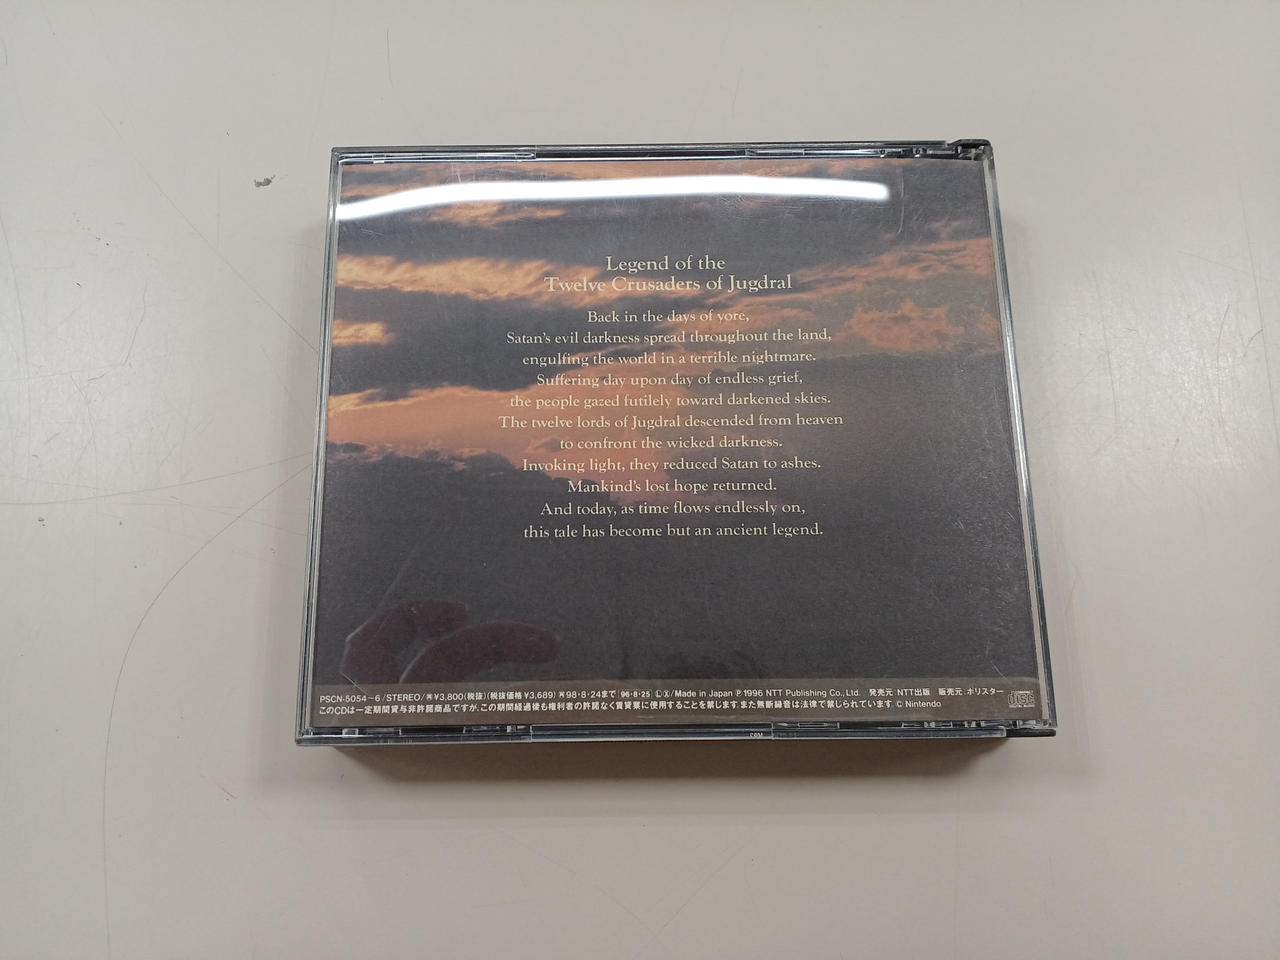 Legend of the
Twelve Crusaders of Jugdral
Back in the days of yore,
Satan's evil darkness spread throughout the land,
engulfing the world in a terrible nightmare.
Suffering day upon day of endless grief,
the people gazed futilely toward darkened skies.
The twelve lords of Jugdral descended from heaven
to confront the wicked darkness.
Invoking light, they reduced Satan to ashes.
Mankind's lost hope returned.
And today, as time flows endlessly on,
this tale has become but an ancient legend.
PSCN-5054〜6/STEREO/㋲¥3,800(税抜)(税抜価格 ¥3,689)㋲98・8・24まで 96・8・25 Ⓛ Ⓧ/Made in Japan Ⓟ 1996 NTT Publishing Co., Ltd. 発売元 NTT出版 販売元 ポリスター
このCDは一定期間貸与非許諾商品ですが、この期間経過後も権利者の許諾なく賃貸業に使用することを禁じます。また無断録音は法律で禁じられています。 © Nintendo
disc